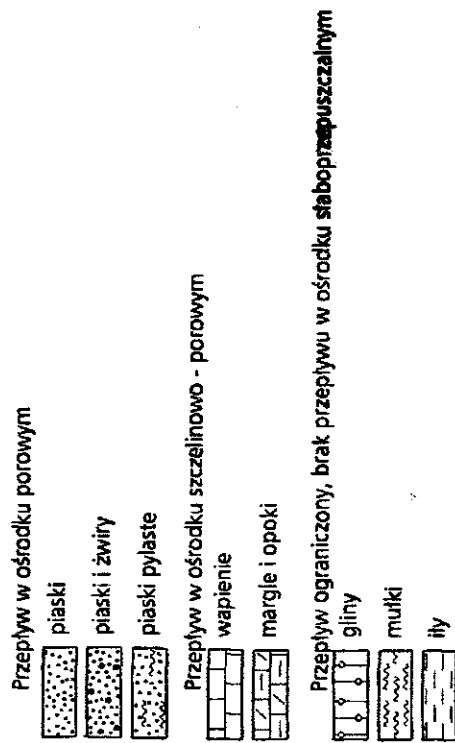 Przepływ w ośrodku porowym
piaski
piaski i żwiry
piaski pylaste
Przepływ w ośrodku szczelinowo - porowym
wapienie
margle i opoki
Przepływ ograniczony, brak przepływu w ośrodku słaboprzepuszczalnym
gliny
mułki
iły